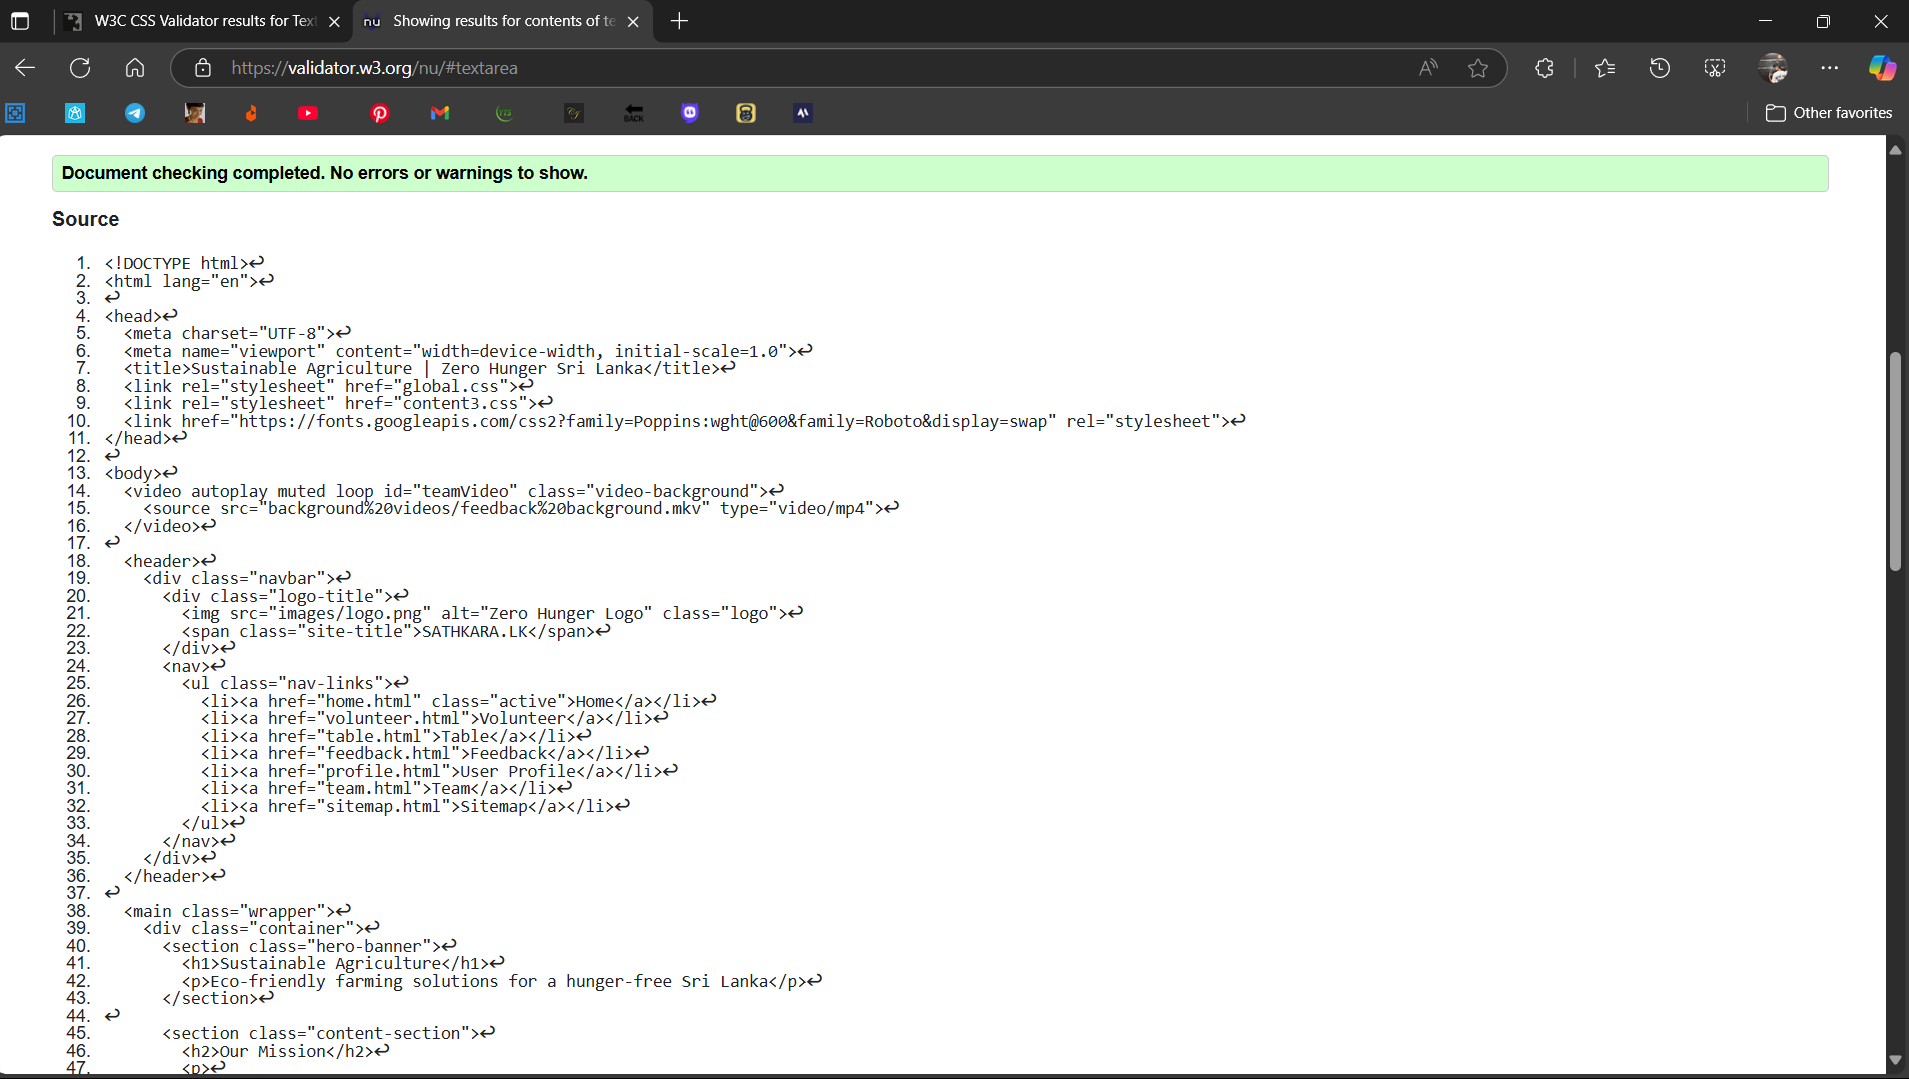 W3C CSS Validator results for Text
nu Showing results for contents of te
https://validator.w3.org/nu/#textarea
BACK
Other favorites
Document checking completed. No errors or warnings to show.
Source
1. <!DOCTYPE html>↩
2. <html lang="en">↩
3. ↩
4. <head>↩
5. <meta charset="UTF-8">↩
6. <meta name="viewport" content="width=device-width, initial-scale=1.0">↩
7. <title>Sustainable Agriculture | Zero Hunger Sri Lanka</title>↩
8. <link rel="stylesheet" href="global.css">↩
9. <link rel="stylesheet" href="content3.css">↩
10. <link href="https://fonts.googleapis.com/css2?family=Poppins:wght@600&family=Roboto&display=swap" rel="stylesheet">↩
11. </head>↩
12. ↩
13. <body>↩
14. <video autoplay muted loop id="teamVideo" class="video-background">↩
15. <source src="background%20videos/feedback%20background.mkv" type="video/mp4">↩
16. </video>↩
17. ↩
18. <header>↩
19. <div class="navbar">↩
20. <div class="logo-title">↩
21. <img src="images/logo.png" alt="Zero Hunger Logo" class="logo">↩
22. <span class="site-title">SATHKARA.LK</span>↩
23. </div>↩
24. <nav>↩
25. <ul class="nav-links">↩
26. <li><a href="home.html" class="active">Home</a></li>↩
27. <li><a href="volunteer.html">Volunteer</a></li>↩
28. <li><a href="table.html">Table</a></li>↩
29. <li><a href="feedback.html">Feedback</a></li>↩
30. <li><a href="profile.html">User Profile</a></li>↩
31. <li><a href="team.html">Team</a></li>↩
32. <li><a href="sitemap.html">Sitemap</a></li>↩
33. </ul>↩
34. </nav>↩
35. </div>↩
36. </header>↩
37. ↩
38. <main class="wrapper">↩
39. <div class="container">↩
40. <section class="hero-banner">↩
41. <h1>Sustainable Agriculture</h1>↩
42. <p>Eco-friendly farming solutions for a hunger-free Sri Lanka</p>↩
43. </section>↩
44. ↩
45. <section class="content-section">↩
46. <h2>Our Mission</h2>↩
47. <p>↩